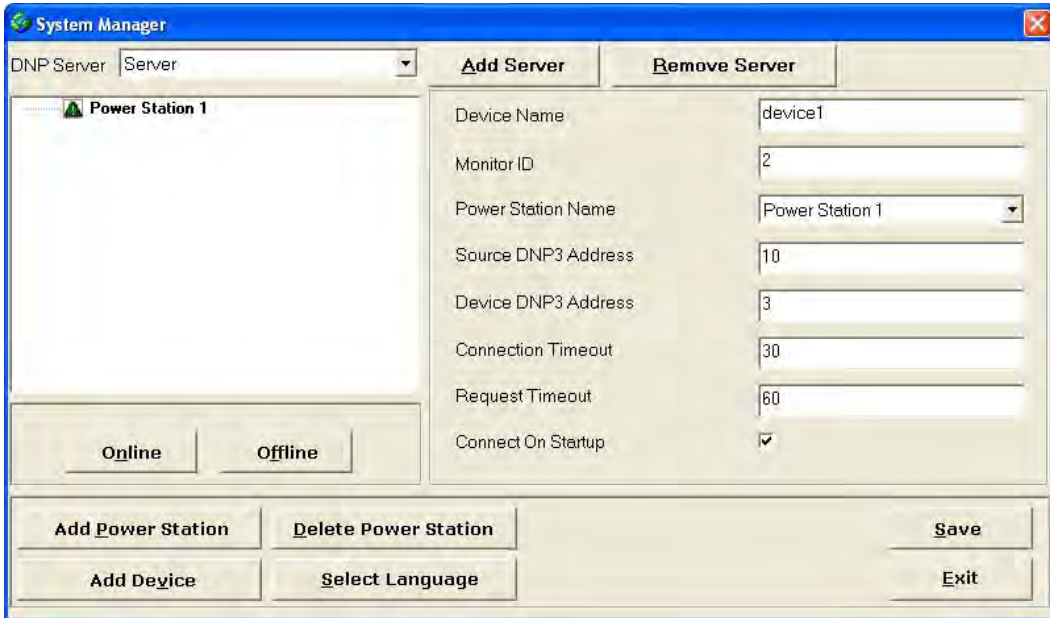 System Manager
DNP Server Server Add Server Remove Server
Power Station 1
Device Name device1
Monitor ID 2
Power Station Name Power Station 1
Source DNP3 Address 10
Device DNP3 Address 3
Connection Timeout 30
Request Timeout 60
Connect On Startup
Online Offline
Add Power Station Delete Power Station Save
Add Device Select Language Exit